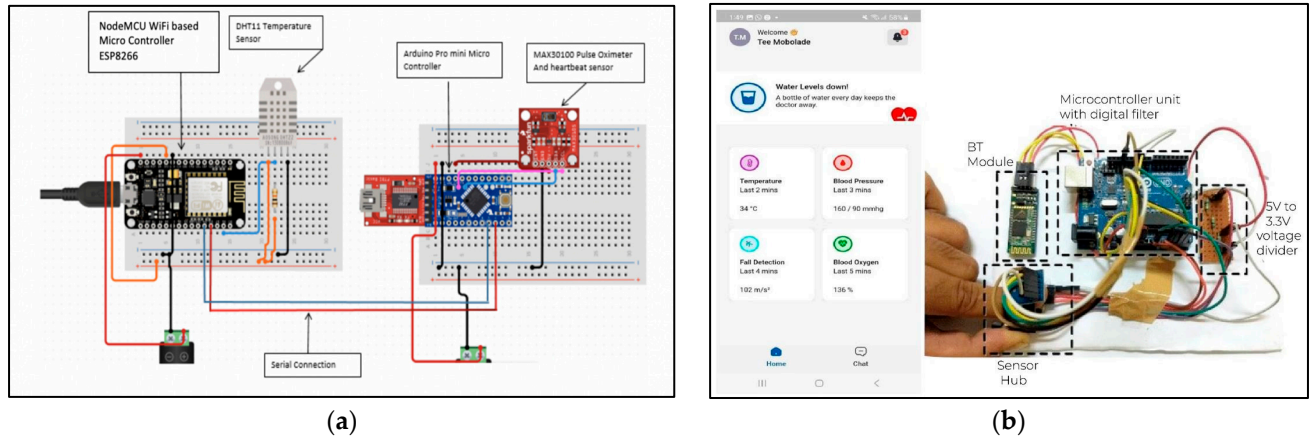 NodeMCU WiFi based
Micro Controller
ESP8266
DHT11 Temperature
Sensor
Arduino Pro mini Micro
Controller
MAX30100 Pulse Oximeter
And heartbeat sensor
Serial Connection
(a)
1:49
58%
T.M
Welcome
Tee Mobolade
Water Levels down!
A bottle of water every day keeps the
doctor away.
Temperature
Last 2 mins
34 °C
Blood Pressure
Last 3 mins
160 / 90 mmhg
Fall Detection
Last 4 mins
102 m/s²
Blood Oxygen
Last 5 mins
136 %
Home
Chat
Microcontroller unit
with digital filter
BT
Module
5V to
3.3V
voltage
divider
Sensor
Hub
(b)